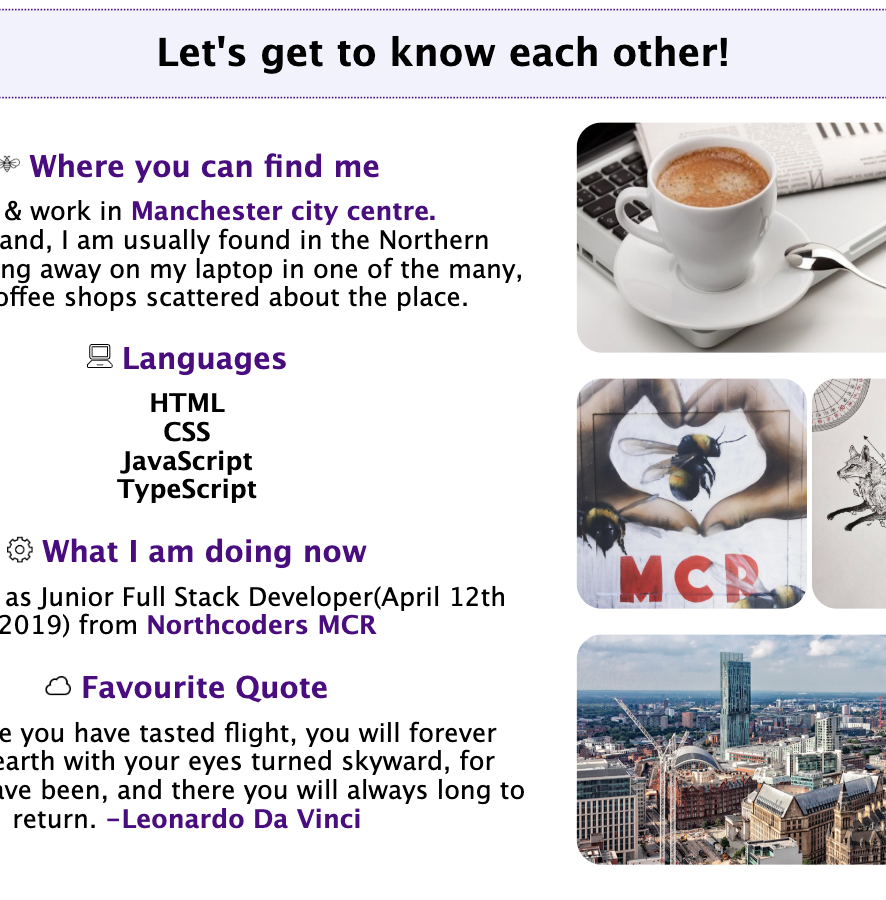 Let's get to know each other!
Where you can find me
& work in Manchester city centre.
and, I am usually found in the Northern
ng away on my laptop in one of the many,
offee shops scattered about the place.
Languages
HTML
CSS
JavaScript
TypeScript
What I am doing now
as Junior Full Stack Developer(April 12th
2019) from Northcoders MCR
Favourite Quote
e you have tasted flight, you will forever
earth with your eyes turned skyward, for
ave been, and there you will always long to
return. –Leonardo Da Vinci
MCR